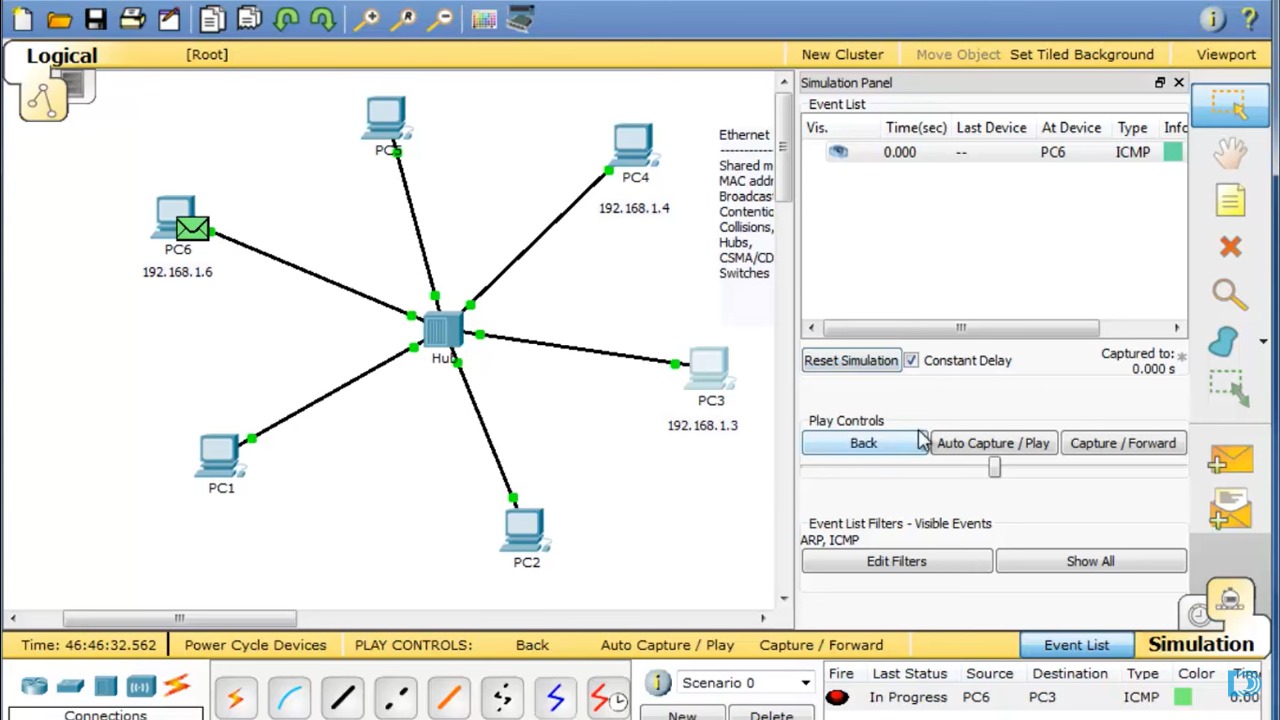 Logical
[Root]
New Cluster
Move Object
Set Tiled Background
Viewport
PC5
PC4
192.168.1.4
PC6
192.168.1.6
Hub
PC3
192.168.1.3
PC1
PC2
Ethernet
------------
Shared m
MAC addr
Broadcas
Contentio
Collisions,
Hubs,
CSMA/CD
Switches
Simulation Panel
Event List
Vis. Time(sec) Last Device At Device Type Info
0.000 -- PC6 ICMP
Reset Simulation
Constant Delay
Captured to:
0.000 s
Play Controls
Back
Auto Capture / Play
Capture / Forward
Event List Filters - Visible Events
ARP, ICMP
Edit Filters
Show All
Time: 46:46:32.562
Power Cycle Devices
PLAY CONTROLS:
Back
Auto Capture / Play
Capture / Forward
Event List
Simulation
Connections
Scenario 0
New
Delete
Fire Last Status Source Destination Type Color
In Progress PC6 PC3 ICMP